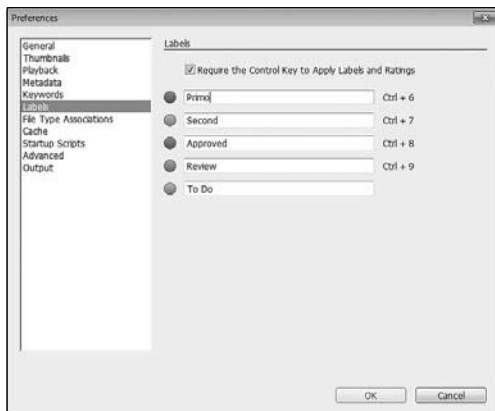 Preferences
General
Thumbnails
Playback
Metadata
Keywords
Labels
File Type Associations
Cache
Startup Scripts
Advanced
Output
Labels
Require the Control Key to Apply Labels and Ratings
Primo Ctrl + 6
Second Ctrl + 7
Approved Ctrl + 8
Review Ctrl + 9
To Do
OK Cancel